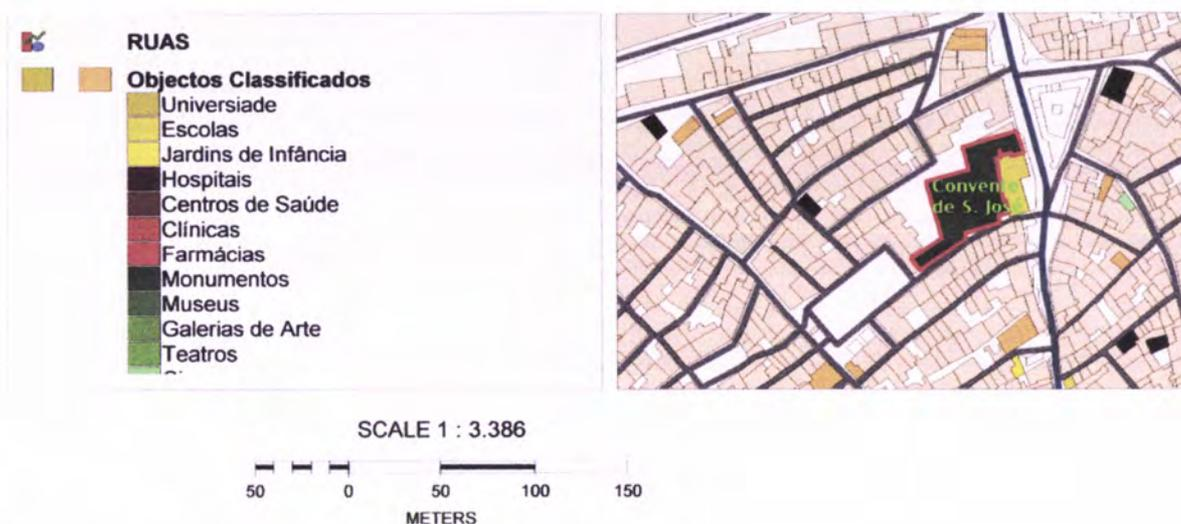 RUAS
Objectos Classificados
Universiade
Escolas
Jardins de Infância
Hospitais
Centros de Saúde
Clínicas
Farmácias
Monumentos
Museus
Galerias de Arte
Teatros
Convento
de S. José
SCALE 1 : 3.386
50 0 50 100 150
METERS